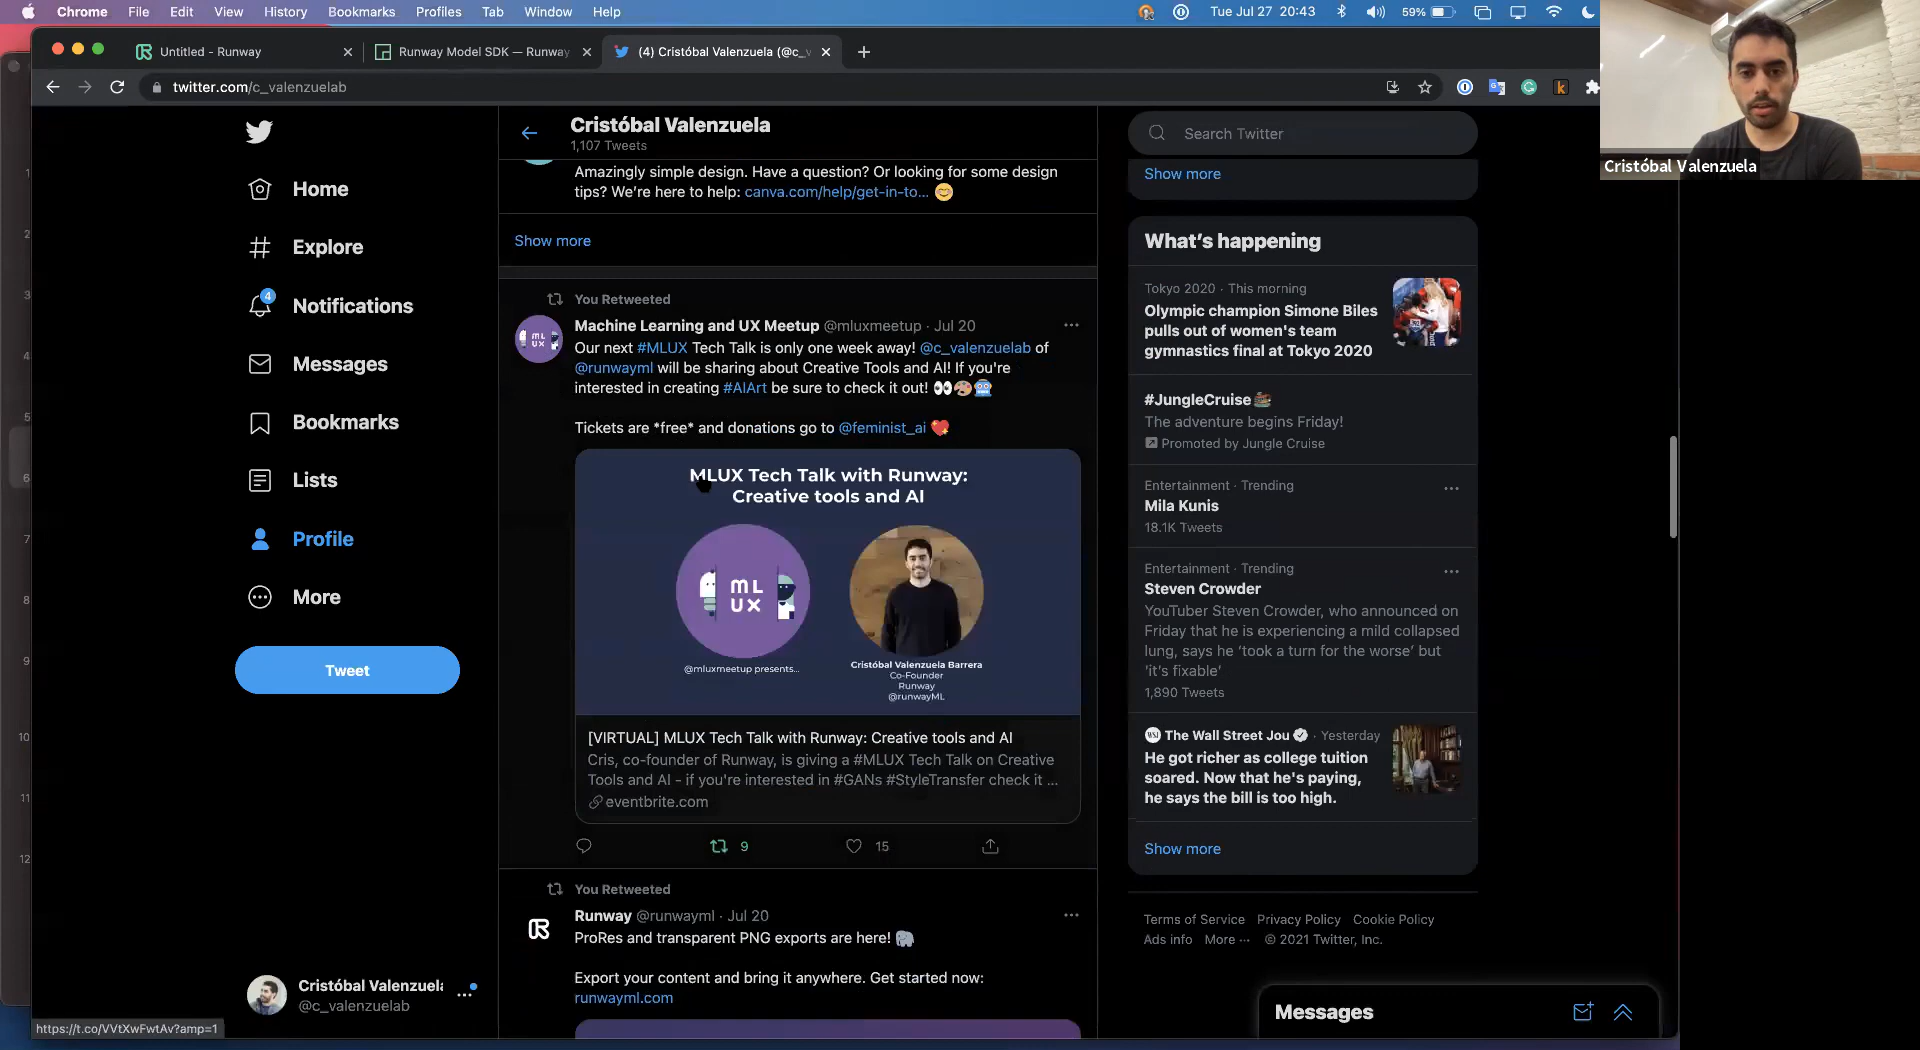 Chrome File Edit View History Bookmarks Profiles Tab Window Help
Tue Jul 27 20:43
59%
Untitled - Runway
Runway Model SDK — Runway
(4) Cristóbal Valenzuela (@c_v
twitter.com/c_valenzuelab
Cristóbal Valenzuela
Home
Explore
4
Notifications
Messages
Bookmarks
Lists
Profile
More
Tweet
Cristóbal Valenzuela
@c_valenzuelab
https://t.co/VVtXwFwtAv?amp=1
1
2
3
4
5
6
7
8
9
10
11
12
Cristóbal Valenzuela
1,107 Tweets
Amazingly simple design. Have a question? Or looking for some design
tips? We're here to help: canva.com/help/get-in-to... 😊
Show more
You Retweeted
Machine Learning and UX Meetup @mluxmeetup · Jul 20
Our next #MLUX Tech Talk is only one week away! @c_valenzuelab of
@runwayml will be sharing about Creative Tools and AI! If you're
interested in creating #AIArt be sure to check it out! 👀🎨🤖
Tickets are *free* and donations go to @feminist_ai 💖
MLUX Tech Talk with Runway:
Creative tools and AI
ML
UX
@mluxmeetup presents...
Cristóbal Valenzuela Barrera
Co-Founder
Runway
@runwayML
[VIRTUAL] MLUX Tech Talk with Runway: Creative tools and AI
Cris, co-founder of Runway, is giving a #MLUX Tech Talk on Creative
Tools and AI - if you're interested in #GANs #StyleTransfer check it ...
eventbrite.com
9
15
You Retweeted
Runway @runwayml · Jul 20
ProRes and transparent PNG exports are here! 🐘
Export your content and bring it anywhere. Get started now:
runwayml.com
Search Twitter
Show more
What's happening
Tokyo 2020 · This morning
Olympic champion Simone Biles
pulls out of women's team
gymnastics final at Tokyo 2020
#JungleCruise
The adventure begins Friday!
Promoted by Jungle Cruise
Entertainment · Trending
Mila Kunis
18.1K Tweets
Entertainment · Trending
Steven Crowder
YouTuber Steven Crowder, who announced on
Friday that he is experiencing a mild collapsed
lung, says he 'took a turn for the worse' but
'it's fixable'
1,890 Tweets
WSJ The Wall Street Jou · Yesterday
He got richer as college tuition
soared. Now that he's paying,
he says the bill is too high.
Show more
Terms of Service Privacy Policy Cookie Policy
Ads info More ··· © 2021 Twitter, Inc.
Messages